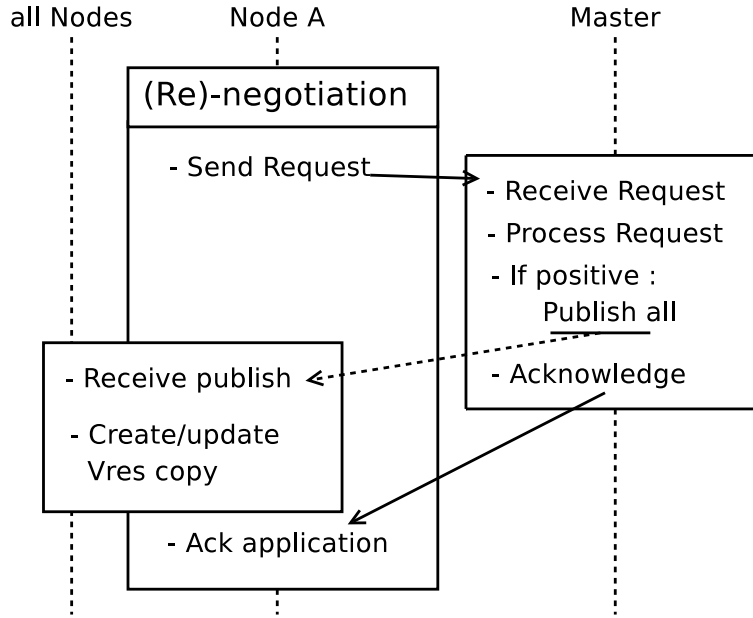 all Nodes
Node A
Master
(Re)-negotiation
- Send Request
- Receive Request
- Process Request
- If positive :
Publish all
- Receive publish
- Acknowledge
- Create/update
Vres copy
- Ack application